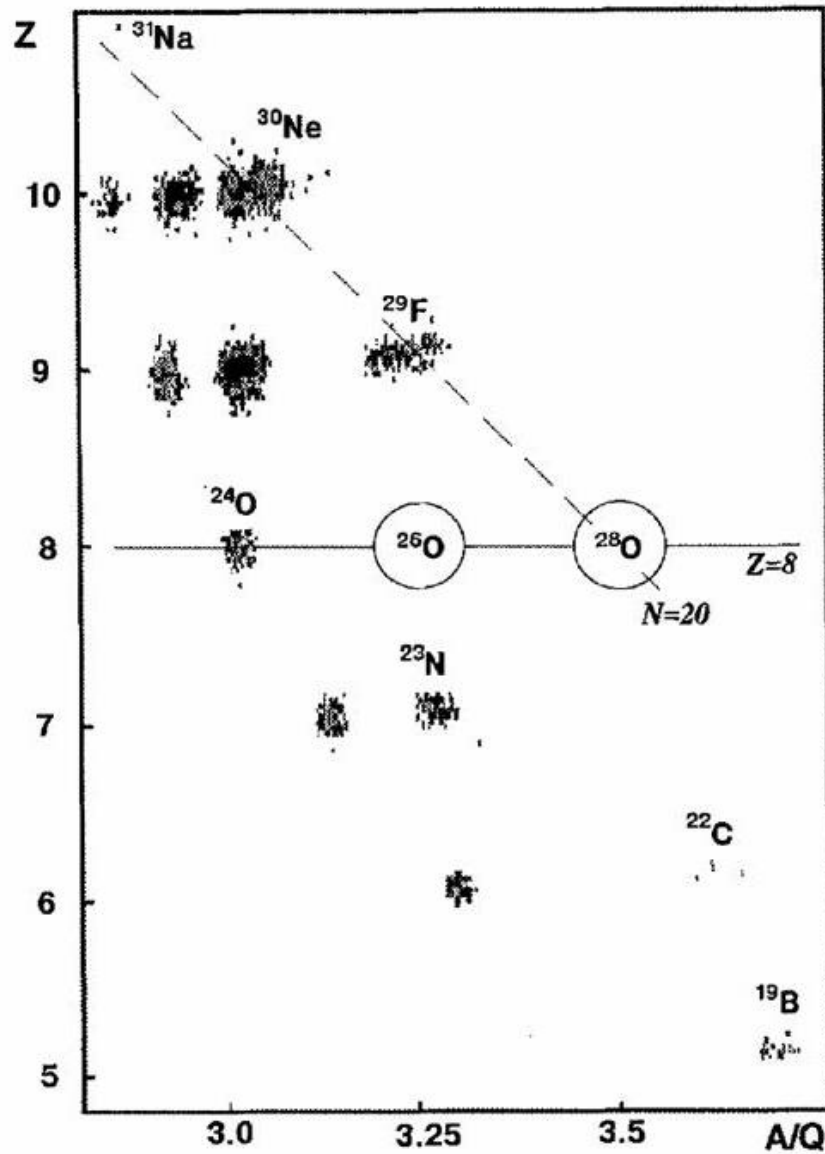 Z
³¹Na
³⁰Ne
10
²⁹F
9
²⁴O
8
²⁶O
²⁸O
Z=8
N=20
²³N
7
²²C
6
¹⁹B
5
3.0
3.25
3.5
A/Q